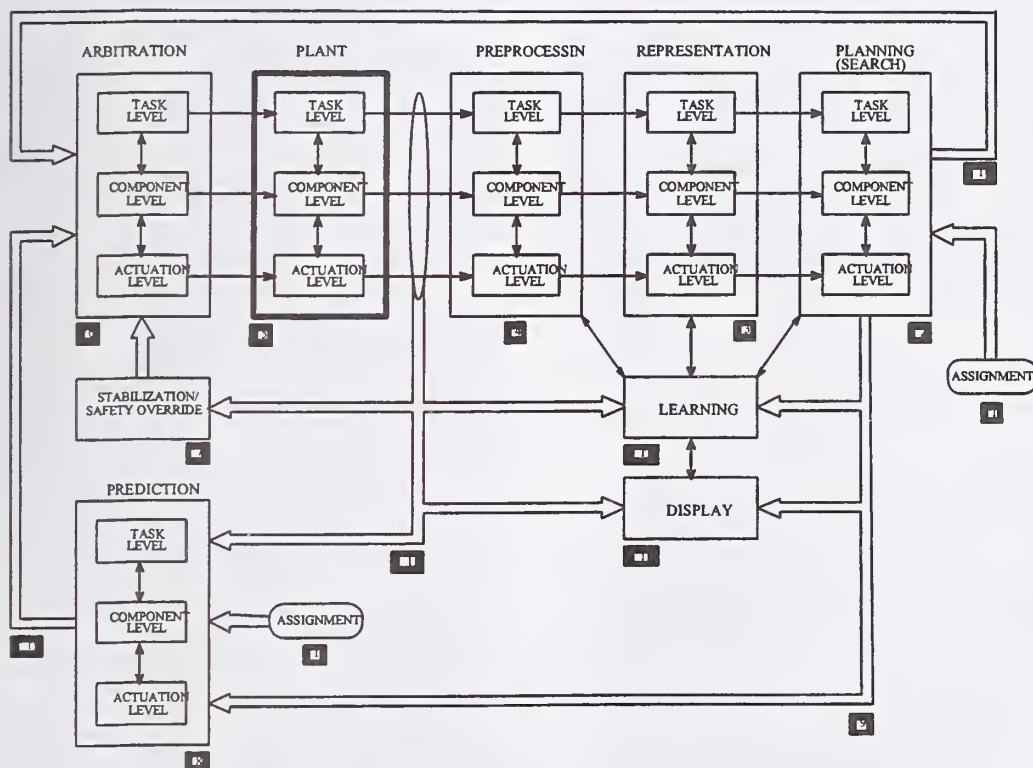 ARBITRATION
PLANT
PREPROCESSIN
REPRESENTATION
PLANNING
(SEARCH)
TASK
LEVEL
TASK
LEVEL
TASK
LEVEL
TASK
LEVEL
TASK
LEVEL
COMPONENT
LEVEL
COMPONENT
LEVEL
COMPONENT
LEVEL
COMPONENT
LEVEL
COMPONENT
LEVEL
ACTUATION
LEVEL
ACTUATION
LEVEL
ACTUATION
LEVEL
ACTUATION
LEVEL
ACTUATION
LEVEL
STABILIZATION/
SAFETY OVERRIDE
LEARNING
ASSIGNMENT
DISPLAY
PREDICTION
TASK
LEVEL
COMPONENT
LEVEL
ACTUATION
LEVEL
ASSIGNMENT